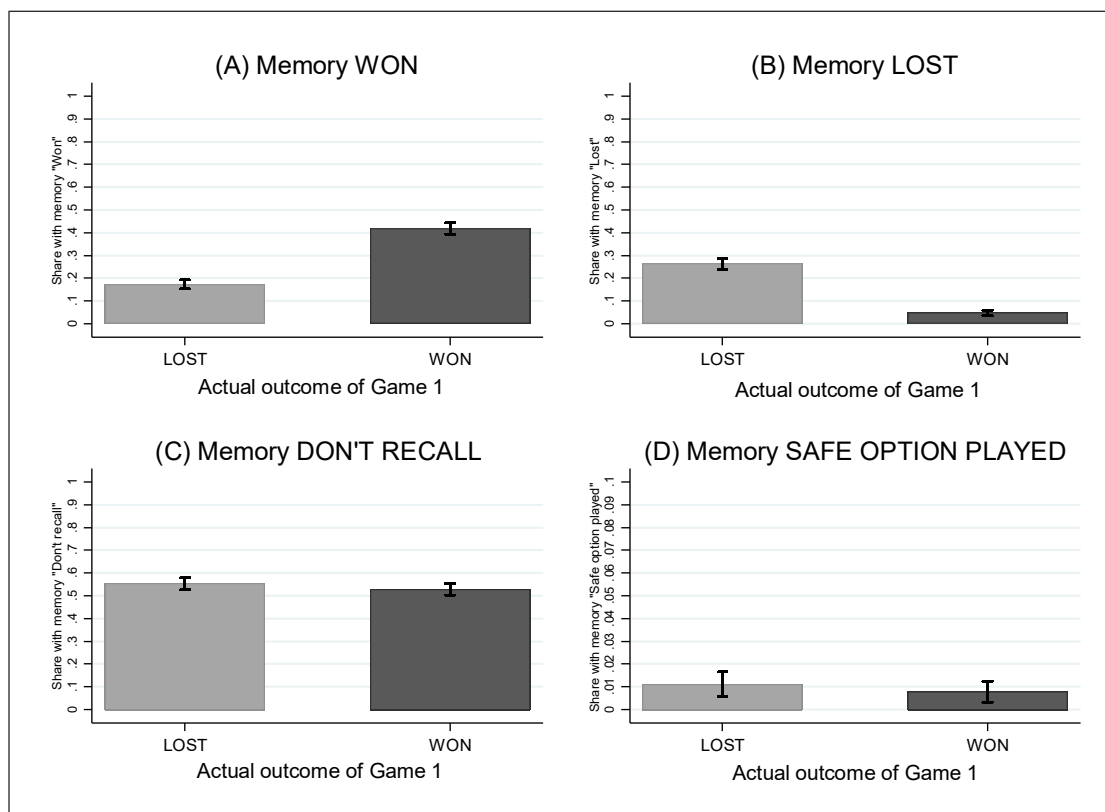 (A) Memory WON
Share with memory "Won"
1
.9
.8
.7
.6
.5
.4
.3
.2
.1
0
LOST WON
Actual outcome of Game 1
(B) Memory LOST
Share with memory "Lost"
1
.9
.8
.7
.6
.5
.4
.3
.2
.1
0
LOST WON
Actual outcome of Game 1
(C) Memory DON'T RECALL
Share with memory "Don't recall"
1
.9
.8
.7
.6
.5
.4
.3
.2
.1
0
LOST WON
Actual outcome of Game 1
(D) Memory SAFE OPTION PLAYED
Share with memory "Safe option played"
.1
.09
.08
.07
.06
.05
.04
.03
.02
.01
0
LOST WON
Actual outcome of Game 1